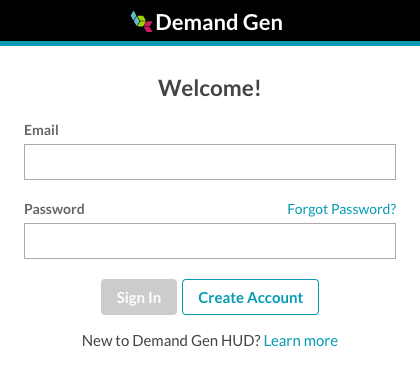 Demand Gen
Welcome!
Email
Password Forgot Password?
Sign In Create Account
New to Demand Gen HUD? Learn more